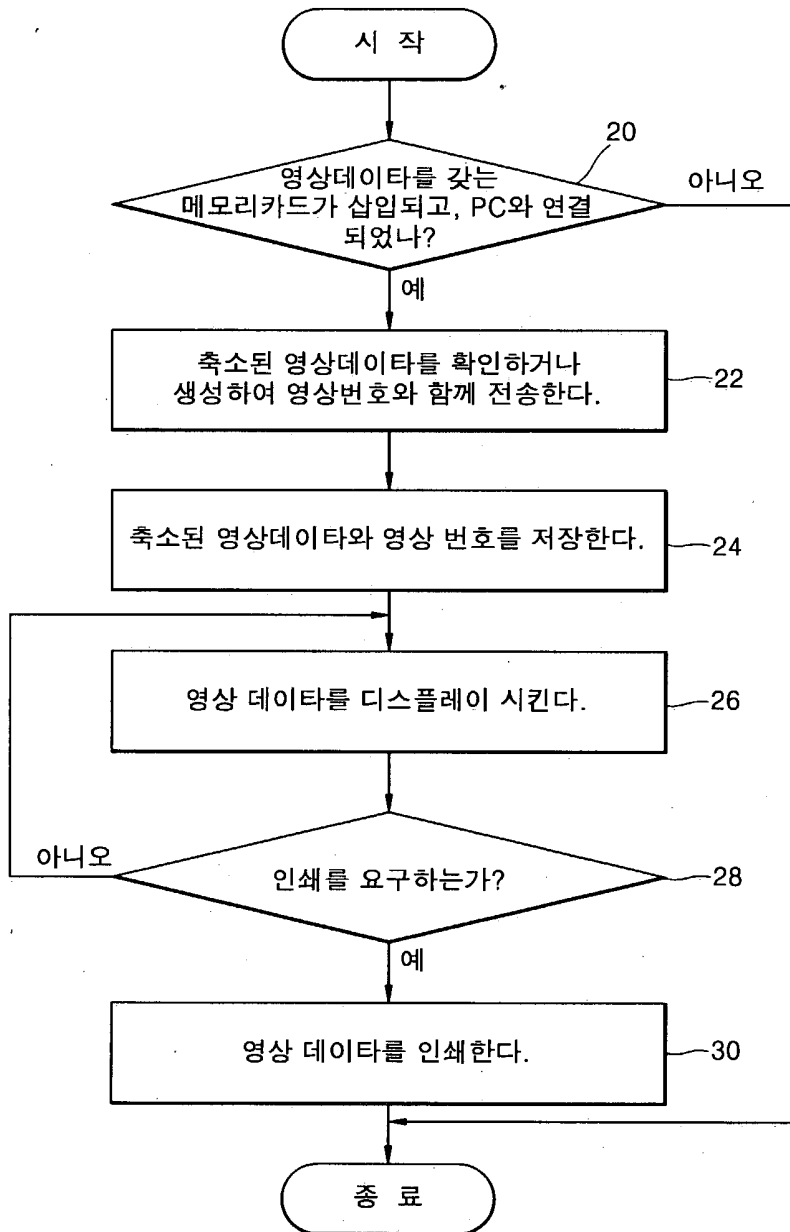 시 작
20
영상데이타를 갖는
메모리카드가 삽입되고, PC와 연결
되었나?
아니오
예
축소된 영상데이타를 확인하거나
생성하여 영상번호와 함께 전송한다.
22
축소된 영상데이타와 영상 번호를 저장한다.
24
영상 데이타를 디스플레이 시킨다.
26
아니오
인쇄를 요구하는가?
28
예
영상 데이타를 인쇄한다.
30
종 료